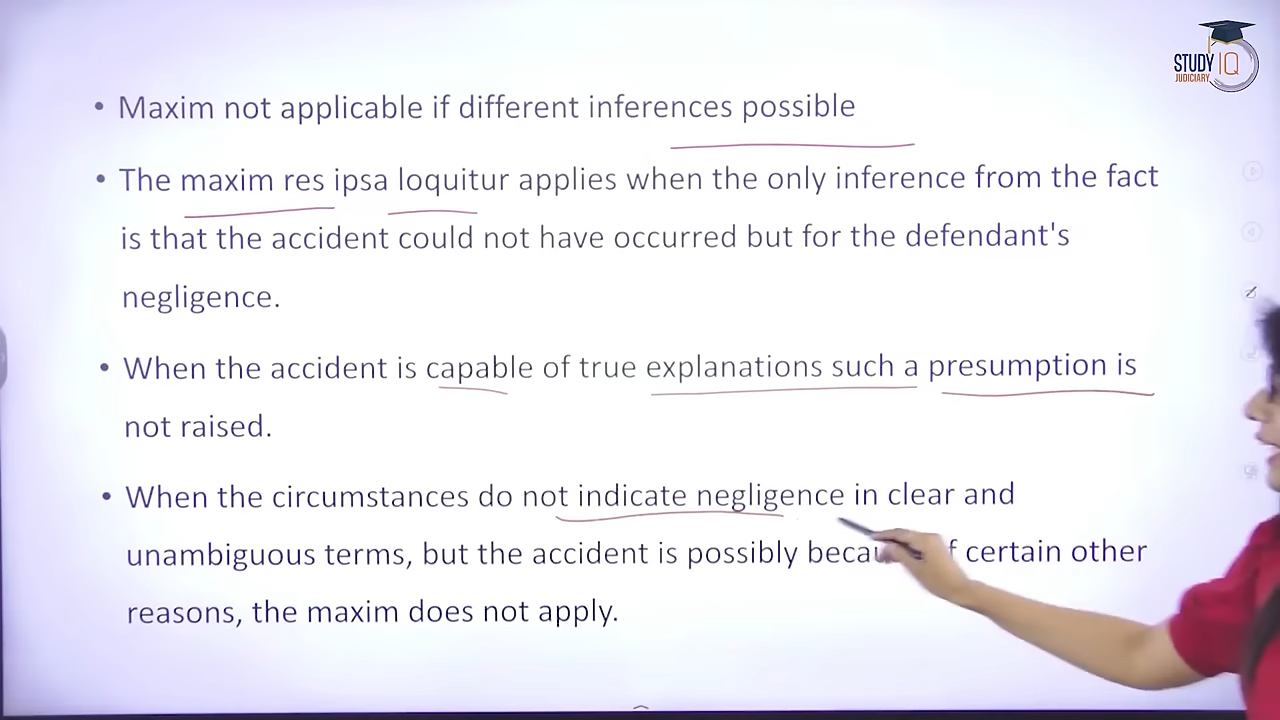 STUDY IQ
JUDICIARY
• Maxim not applicable if different inferences possible
• The maxim res ipsa loquitur applies when the only inference from the fact
is that the accident could not have occurred but for the defendant's
negligence.
• When the accident is capable of true explanations such a presumption is
not raised.
• When the circumstances do not indicate negligence in clear and
unambiguous terms, but the accident is possibly certain other
reasons, the maxim does not apply.